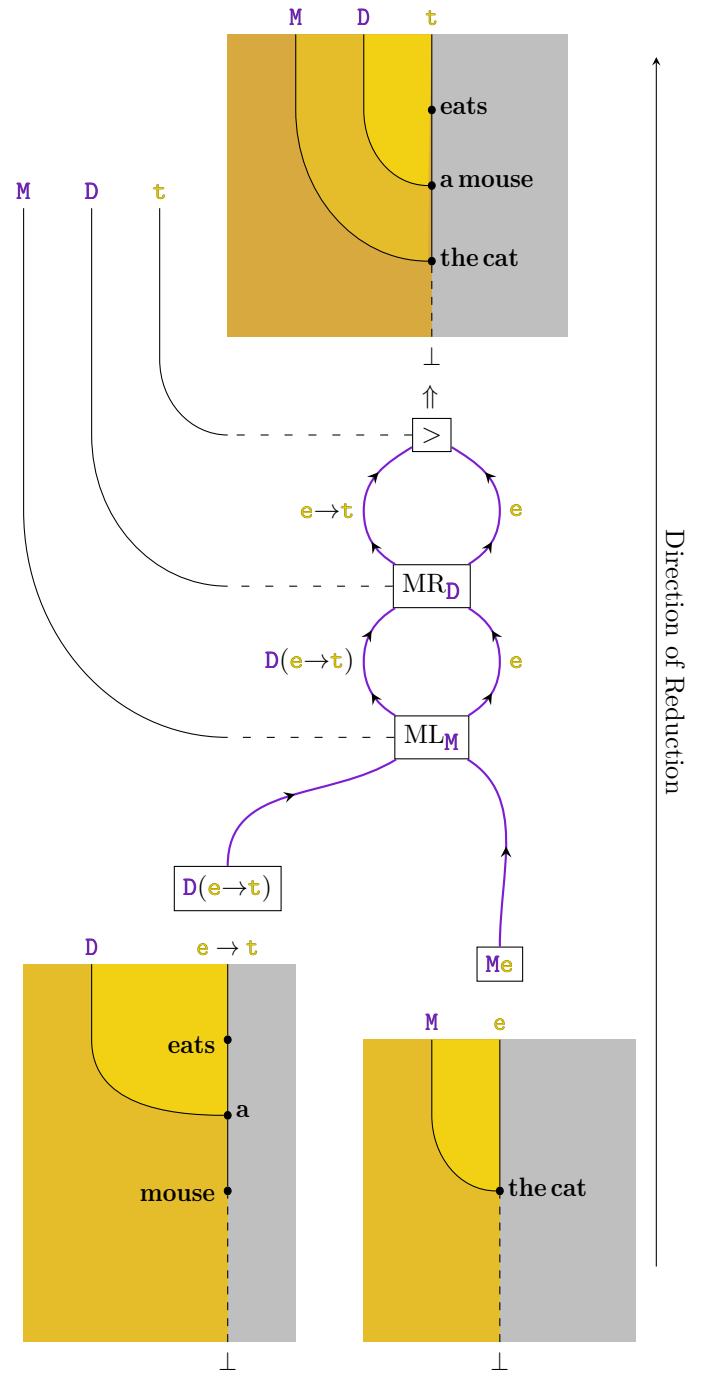 M D t
eats
a mouse
the cat
⊥
⇑
M D t
>
e→t e
MR_D
D(e→t) e
ML_M
D(e→t)
Me
Direction of Reduction
D e → t
eats
a
mouse
⊥
M e
the cat
⊥